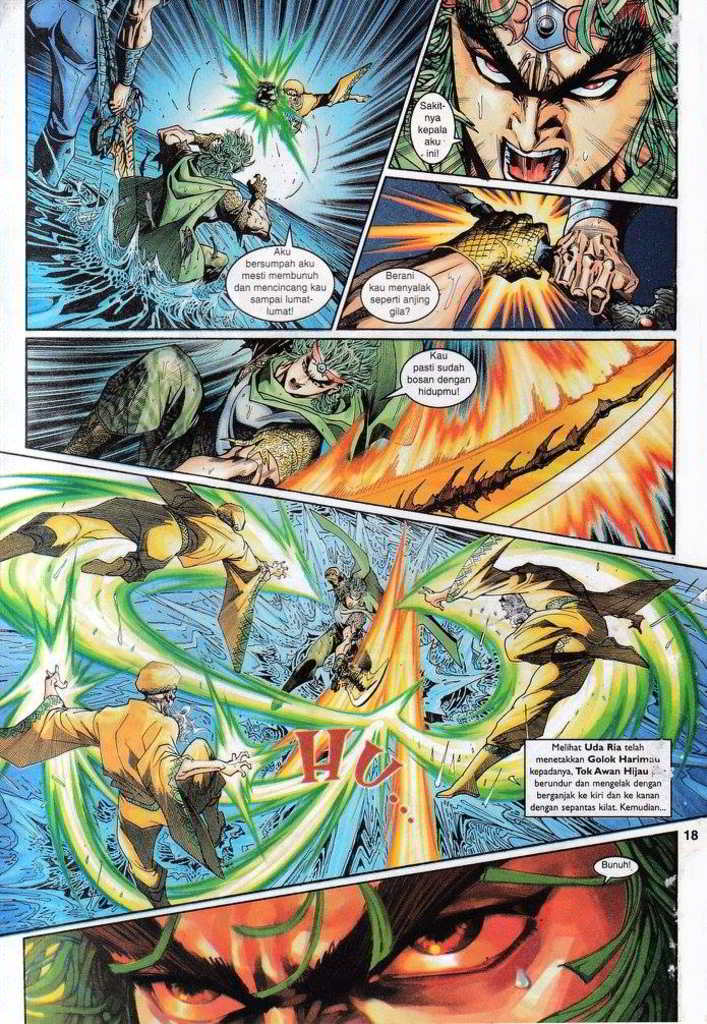 Aku
bersumpah aku
mesti membunuh
dan mencincang kau
sampai lumat-
lumat!
Sakit-
nya
kepala
aku
ini!
Berani
kau menyalak
seperti anjing
gila?
Kau
pasti sudah
bosan dengan
hidupmu!
HU...
Melihat Uda Ria telah
menetakkan Golok Harimau
kepadanya, Tok Awan Hijau
berundur dan mengelak dengan
berganjak ke kiri dan ke kanan
dengan sepantas kilat. Kemudian...
18
Bunuh!